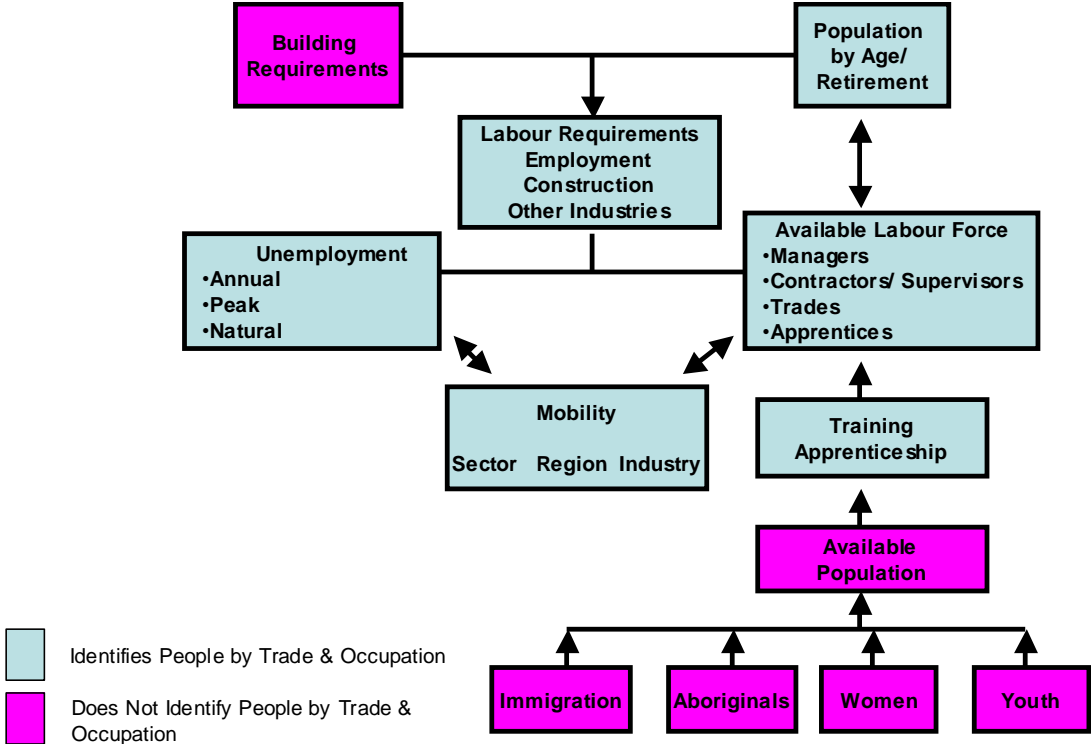 Building
Requirements
Population
by Age/
Retirement
Labour Requirements
Employment
Construction
Other Industries
Unemployment
•Annual
•Peak
•Natural
Available Labour Force
•Managers
•Contractors/ Supervisors
•Trades
•Apprentices
Mobility
Sector Region Industry
Training
Apprenticeship
Available
Population
Immigration
Aboriginals
Women
Youth
Identifies People by Trade & Occupation
Does Not Identify People by Trade &
Occupation